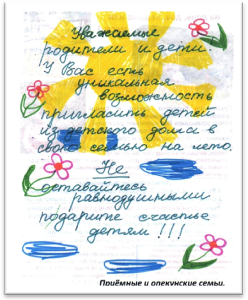 Уважаемые
родители и дети.
У Вас есть
уникальная
возможность
пригласить детей
из детского дома в
свою семью на лето.
Не
оставайтесь
равнодушными
подарите счастье
детям!!!
Приёмные и опекунские семьи.